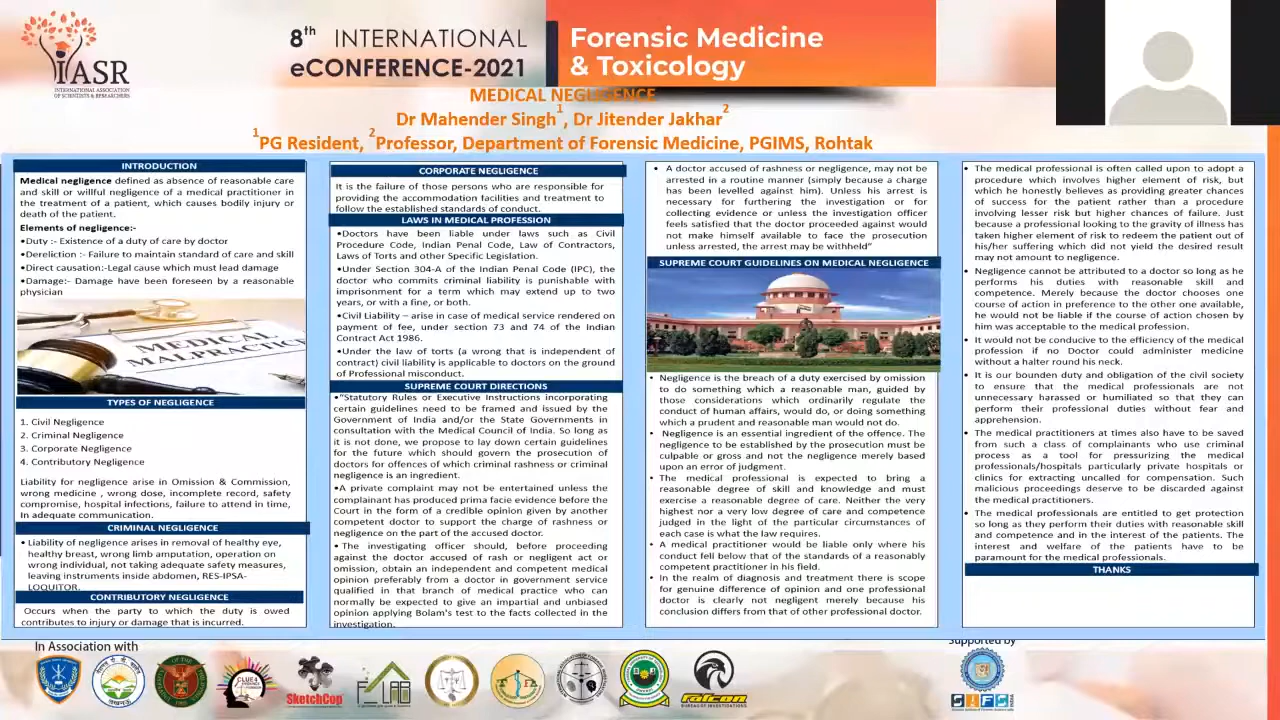 IASR
INTERNATIONAL ASSOCIATION
OF SCIENTISTS & RESEARCHERS
8th INTERNATIONAL
eCONFERENCE-2021
Forensic Medicine
& Toxicology
MEDICAL NEGLIGENCE
Dr Mahender Singh1, Dr Jitender Jakhar2
1PG Resident, 2Professor, Department of Forensic Medicine, PGIMS, Rohtak
INTRODUCTION
Medical negligence defined as absence of reasonable care
and skill or willful negligence of a medical practitioner in
the treatment of a patient, which causes bodily injury or
death of the patient.
Elements of negligence:-
•Duty :- Existence of a duty of care by doctor
•Dereliction :- Failure to maintain standard of care and skill
•Direct causation:-Legal cause which must lead damage
•Damage:- Damage have been foreseen by a reasonable
physician
MEDICAL
MALPRACTICE
TYPES OF NEGLIGENCE
1. Civil Negligence
2. Criminal Negligence
3. Corporate Negligence
4. Contributory Negligence
Liability for negligence arise in Omission & Commission,
wrong medicine , wrong dose, incomplete record, safety
compromise, hospital infections, failure to attend in time,
In adequate communication.
CRIMINAL NEGLIGENCE
• Liability of negligence arises in removal of healthy eye,
healthy breast, wrong limb amputation, operation on
wrong individual, not taking adequate safety measures,
leaving instruments inside abdomen, RES-IPSA-
LOQUITOR.
CONTRIBUTORY NEGLIGENCE
Occurs when the party to which the duty is owed
contributes to injury or damage that is incurred.
CORPORATE NEGLIGENCE
It is the failure of those persons who are responsible for
providing the accommodation facilities and treatment to
follow the established standards of conduct.
LAWS IN MEDICAL PROFESSION
•Doctors have been liable under laws such as Civil
Procedure Code, Indian Penal Code, Law of Contractors,
Laws of Torts and other Specific Legislation.
•Under Section 304-A of the Indian Penal Code (IPC), the
doctor who commits criminal liability is punishable with
imprisonment for a term which may extend up to two
years, or with a fine, or both.
•Civil Liability – arise in case of medical service rendered on
payment of fee, under section 73 and 74 of the Indian
Contract Act 1986.
•Under the law of torts (a wrong that is independent of
contract) civil liability is applicable to doctors on the ground
of Professional misconduct.
SUPREME COURT DIRECTIONS
•"Statutory Rules or Executive Instructions incorporating
certain guidelines need to be framed and issued by the
Government of India and/or the State Governments in
consultation with the Medical Council of India. So long as
it is not done, we propose to lay down certain guidelines
for the future which should govern the prosecution of
doctors for offences of which criminal rashness or criminal
negligence is an ingredient.
•A private complaint may not be entertained unless the
complainant has produced prima facie evidence before the
Court in the form of a credible opinion given by another
competent doctor to support the charge of rashness or
negligence on the part of the accused doctor.
• The investigating officer should, before proceeding
against the doctor accused of rash or negligent act or
omission, obtain an independent and competent medical
opinion preferably from a doctor in government service
qualified in that branch of medical practice who can
normally be expected to give an impartial and unbiased
opinion applying Bolam's test to the facts collected in the
investigation.
• A doctor accused of rashness or negligence, may not be
arrested in a routine manner (simply because a charge
has been levelled against him). Unless his arrest is
necessary for furthering the investigation or for
collecting evidence or unless the investigation officer
feels satisfied that the doctor proceeded against would
not make himself available to face the prosecution
unless arrested, the arrest may be withheld"
SUPREME COURT GUIDELINES ON MEDICAL NEGLIGENCE
• Negligence is the breach of a duty exercised by omission
to do something which a reasonable man, guided by
those considerations which ordinarily regulate the
conduct of human affairs, would do, or doing something
which a prudent and reasonable man would not do.
• Negligence is an essential ingredient of the offence. The
negligence to be established by the prosecution must be
culpable or gross and not the negligence merely based
upon an error of judgment.
• The medical professional is expected to bring a
reasonable degree of skill and knowledge and must
exercise a reasonable degree of care. Neither the very
highest nor a very low degree of care and competence
judged in the light of the particular circumstances of
each case is what the law requires.
• A medical practitioner would be liable only where his
conduct fell below that of the standards of a reasonably
competent practitioner in his field.
• In the realm of diagnosis and treatment there is scope
for genuine difference of opinion and one professional
doctor is clearly not negligent merely because his
conclusion differs from that of other professional doctor.
• The medical professional is often called upon to adopt a
procedure which involves higher element of risk, but
which he honestly believes as providing greater chances
of success for the patient rather than a procedure
involving lesser risk but higher chances of failure. Just
because a professional looking to the gravity of illness has
taken higher element of risk to redeem the patient out of
his/her suffering which did not yield the desired result
may not amount to negligence.
• Negligence cannot be attributed to a doctor so long as he
performs his duties with reasonable skill and
competence. Merely because the doctor chooses one
course of action in preference to the other one available,
he would not be liable if the course of action chosen by
him was acceptable to the medical profession.
• It would not be conducive to the efficiency of the medical
profession if no Doctor could administer medicine
without a halter round his neck.
• It is our bounden duty and obligation of the civil society
to ensure that the medical professionals are not
unnecessary harassed or humiliated so that they can
perform their professional duties without fear and
apprehension.
• The medical practitioners at times also have to be saved
from such a class of complainants who use criminal
process as a tool for pressurizing the medical
professionals/hospitals particularly private hospitals or
clinics for extracting uncalled for compensation. Such
malicious proceedings deserve to be discarded against
the medical practitioners.
• The medical professionals are entitled to get protection
so long as they perform their duties with reasonable skill
and competence and in the interest of the patients. The
interest and welfare of the patients have to be
paramount for the medical professionals.
THANKS
In Association with
Supported by
CLUE4
SketchCop
F-LAB
falcon
BUREAU OF INVESTIGATIONS
SIFS